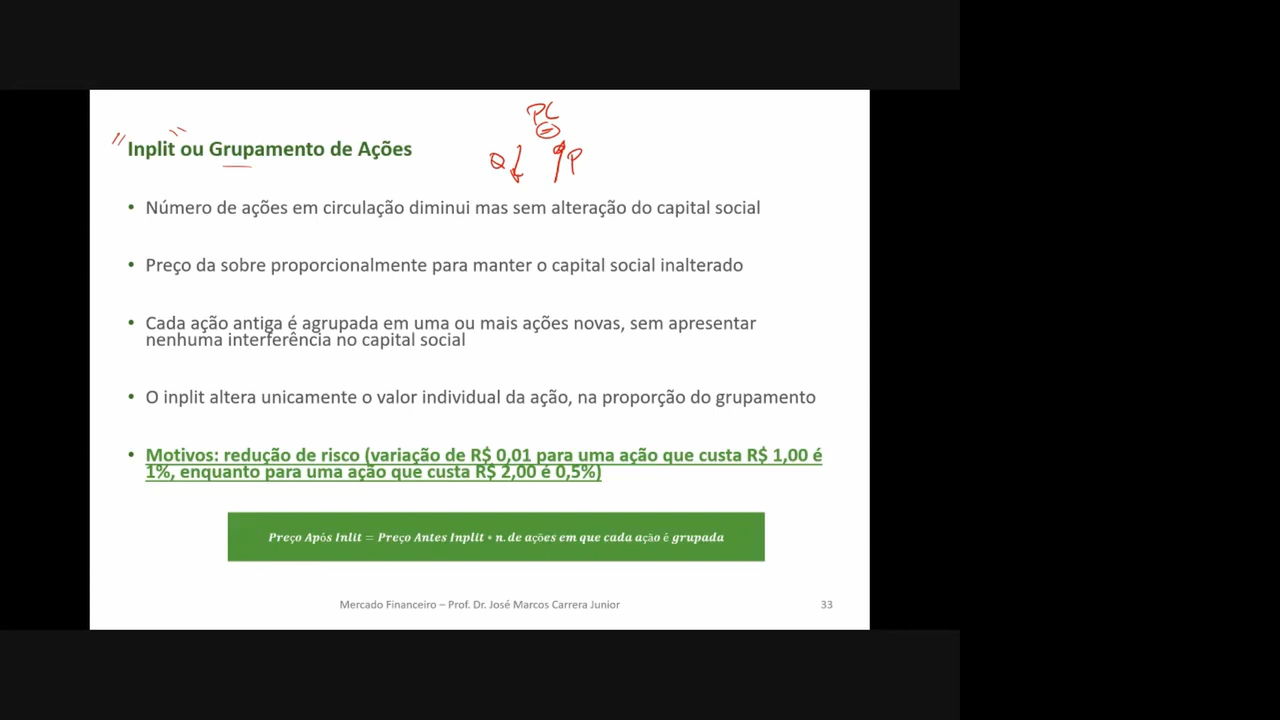 PL
=
Q ↓ ↑ P
Inplit ou Grupamento de Ações
• Número de ações em circulação diminui mas sem alteração do capital social
• Preço da sobre proporcionalmente para manter o capital social inalterado
• Cada ação antiga é agrupada em uma ou mais ações novas, sem apresentar
nenhuma interferência no capital social
• O inplit altera unicamente o valor individual da ação, na proporção do grupamento
• Motivos: redução de risco (variação de R$ 0,01 para uma ação que custa R$ 1,00 é
1%, enquanto para uma ação que custa R$ 2,00 é 0,5%)
Preço Após Inlit = Preço Antes Inplit * n. de ações em que cada ação é grupada
Mercado Financeiro – Prof. Dr. José Marcos Carrera Junior 33